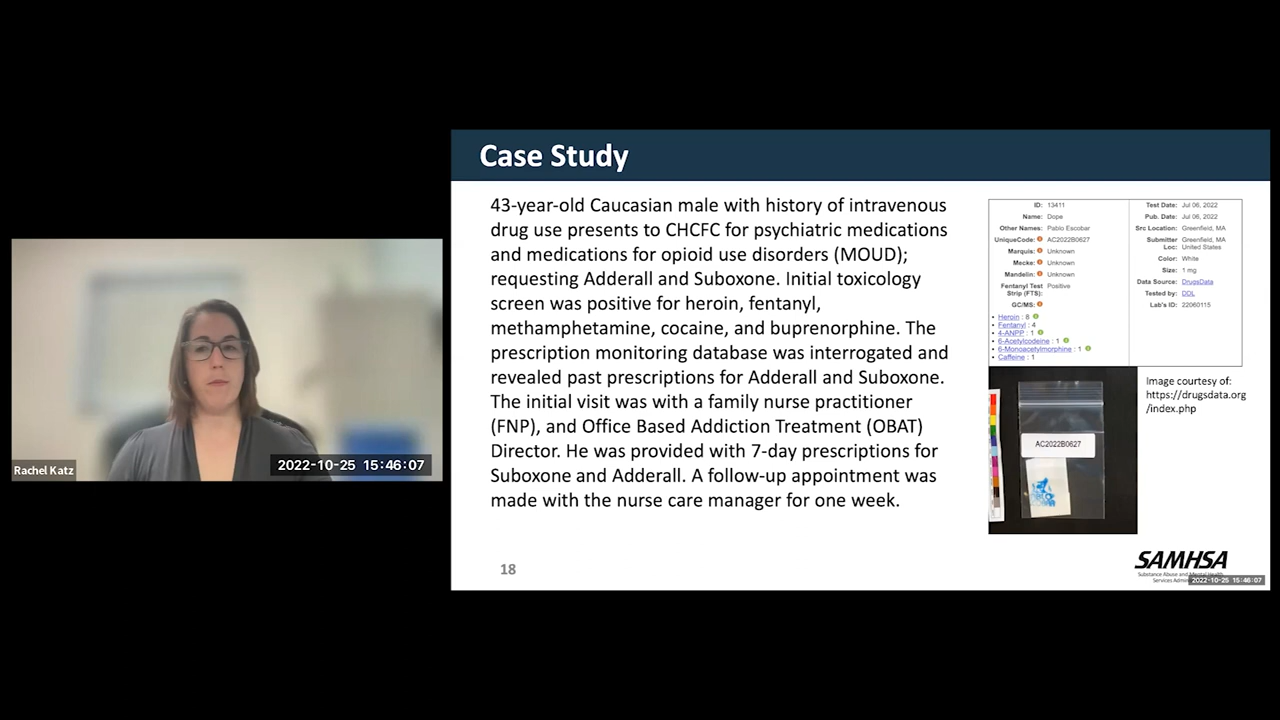 Case Study
43-year-old Caucasian male with history of intravenous
drug use presents to CHCFC for psychiatric medications
and medications for opioid use disorders (MOUD);
requesting Adderall and Suboxone. Initial toxicology
screen was positive for heroin, fentanyl,
methamphetamine, cocaine, and buprenorphine. The
prescription monitoring database was interrogated and
revealed past prescriptions for Adderall and Suboxone.
The initial visit was with a family nurse practitioner
(FNP), and Office Based Addiction Treatment (OBAT)
Director. He was provided with 7-day prescriptions for
Suboxone and Adderall. A follow-up appointment was
made with the nurse care manager for one week.
ID: 13411
Name: Dope
Other Names: Pablo Escobar
UniqueCode: AC2022B0627
Marquis: Unknown
Mecke: Unknown
Mandelin: Unknown
Fentanyl Test
Strip (FTS): Positive
GC/MS:
• Heroin : 8
• Fentanyl : 4
• 4-ANPP : 1
• 6-Acetylcodeine : 1
• 6-Monoacetylmorphine : 1
• Caffeine : 1
Test Date: Jul 06, 2022
Pub. Date: Jul 06, 2022
Src Location: Greenfield, MA
Submitter Loc: Greenfield, MA
United States
Color: White
Size: 1 mg
Data Source: DrugsData
Tested by: DDL
Lab's ID: 22060115
AC2022B0627
Image courtesy of:
https://drugsdata.org
/index.php
18
SAMHSA
Substance Abuse and Mental Health
Services
2022-10-25 15:46:07
Rachel Katz
2022-10-25 15:46:07